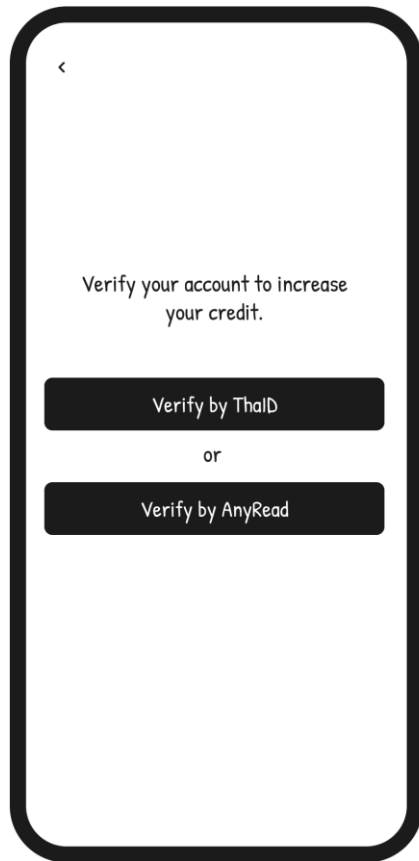 Verify your account to increase
your credit.
Verify by ThaID
or
Verify by AnyRead